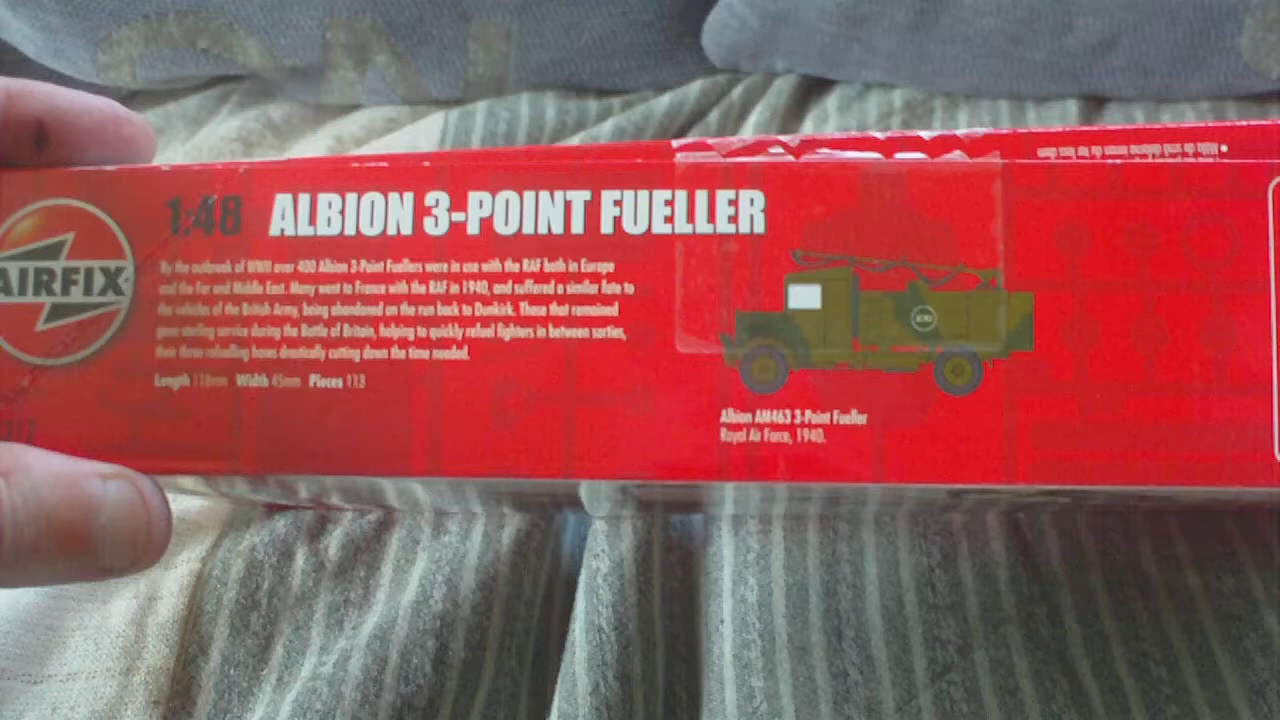 1:48 ALBION 3-POINT FUELLER
AIRFIX
By the outbreak of WWII over 400 Albion 3-Point Fuellers were in use with the RAF both in Europe
and the Far and Middle East. Many went to France with the RAF in 1940, and suffered a similar fate to
the vehicles of the British Army, being abandoned on the run back to Dunkirk. Those that remained
gave sterling service during the Battle of Britain, helping to quickly refuel fighters in between sorties,
their three refuelling hoses drastically cutting down the time needed.
Length 118mm Width 45mm Pieces 113
Albion AM463 3-Point Fueller
Royal Air Force, 1940.